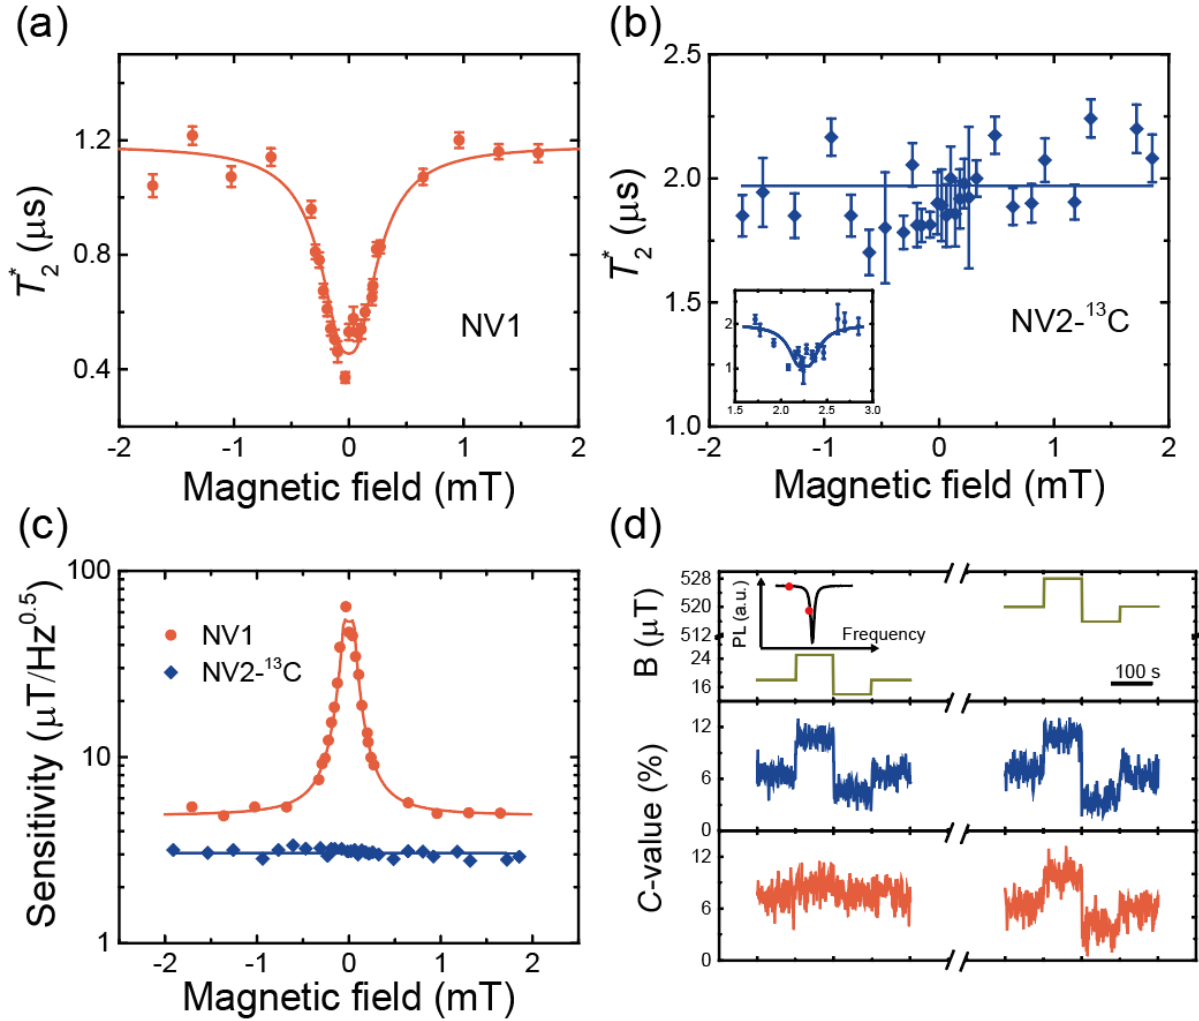 (a)
1.2
0.8
0.4
T2* (μs)
NV1
-2 -1 0 1 2
Magnetic field (mT)
(b)
2.5
2.0
1.5
1.0
T2* (μs)
NV2-13C
2
1
1.5 2.0 2.5 3.0
-2 -1 0 1 2
Magnetic field (mT)
(c)
100
10
1
Sensitivity (μT/Hz0.5)
NV1
NV2-13C
-2 -1 0 1 2
Magnetic field (mT)
(d)
528
520
512
24
16
B (μT)
PL (a.u.)
Frequency
100 s
12
6
0
12
6
0
C-value (%)